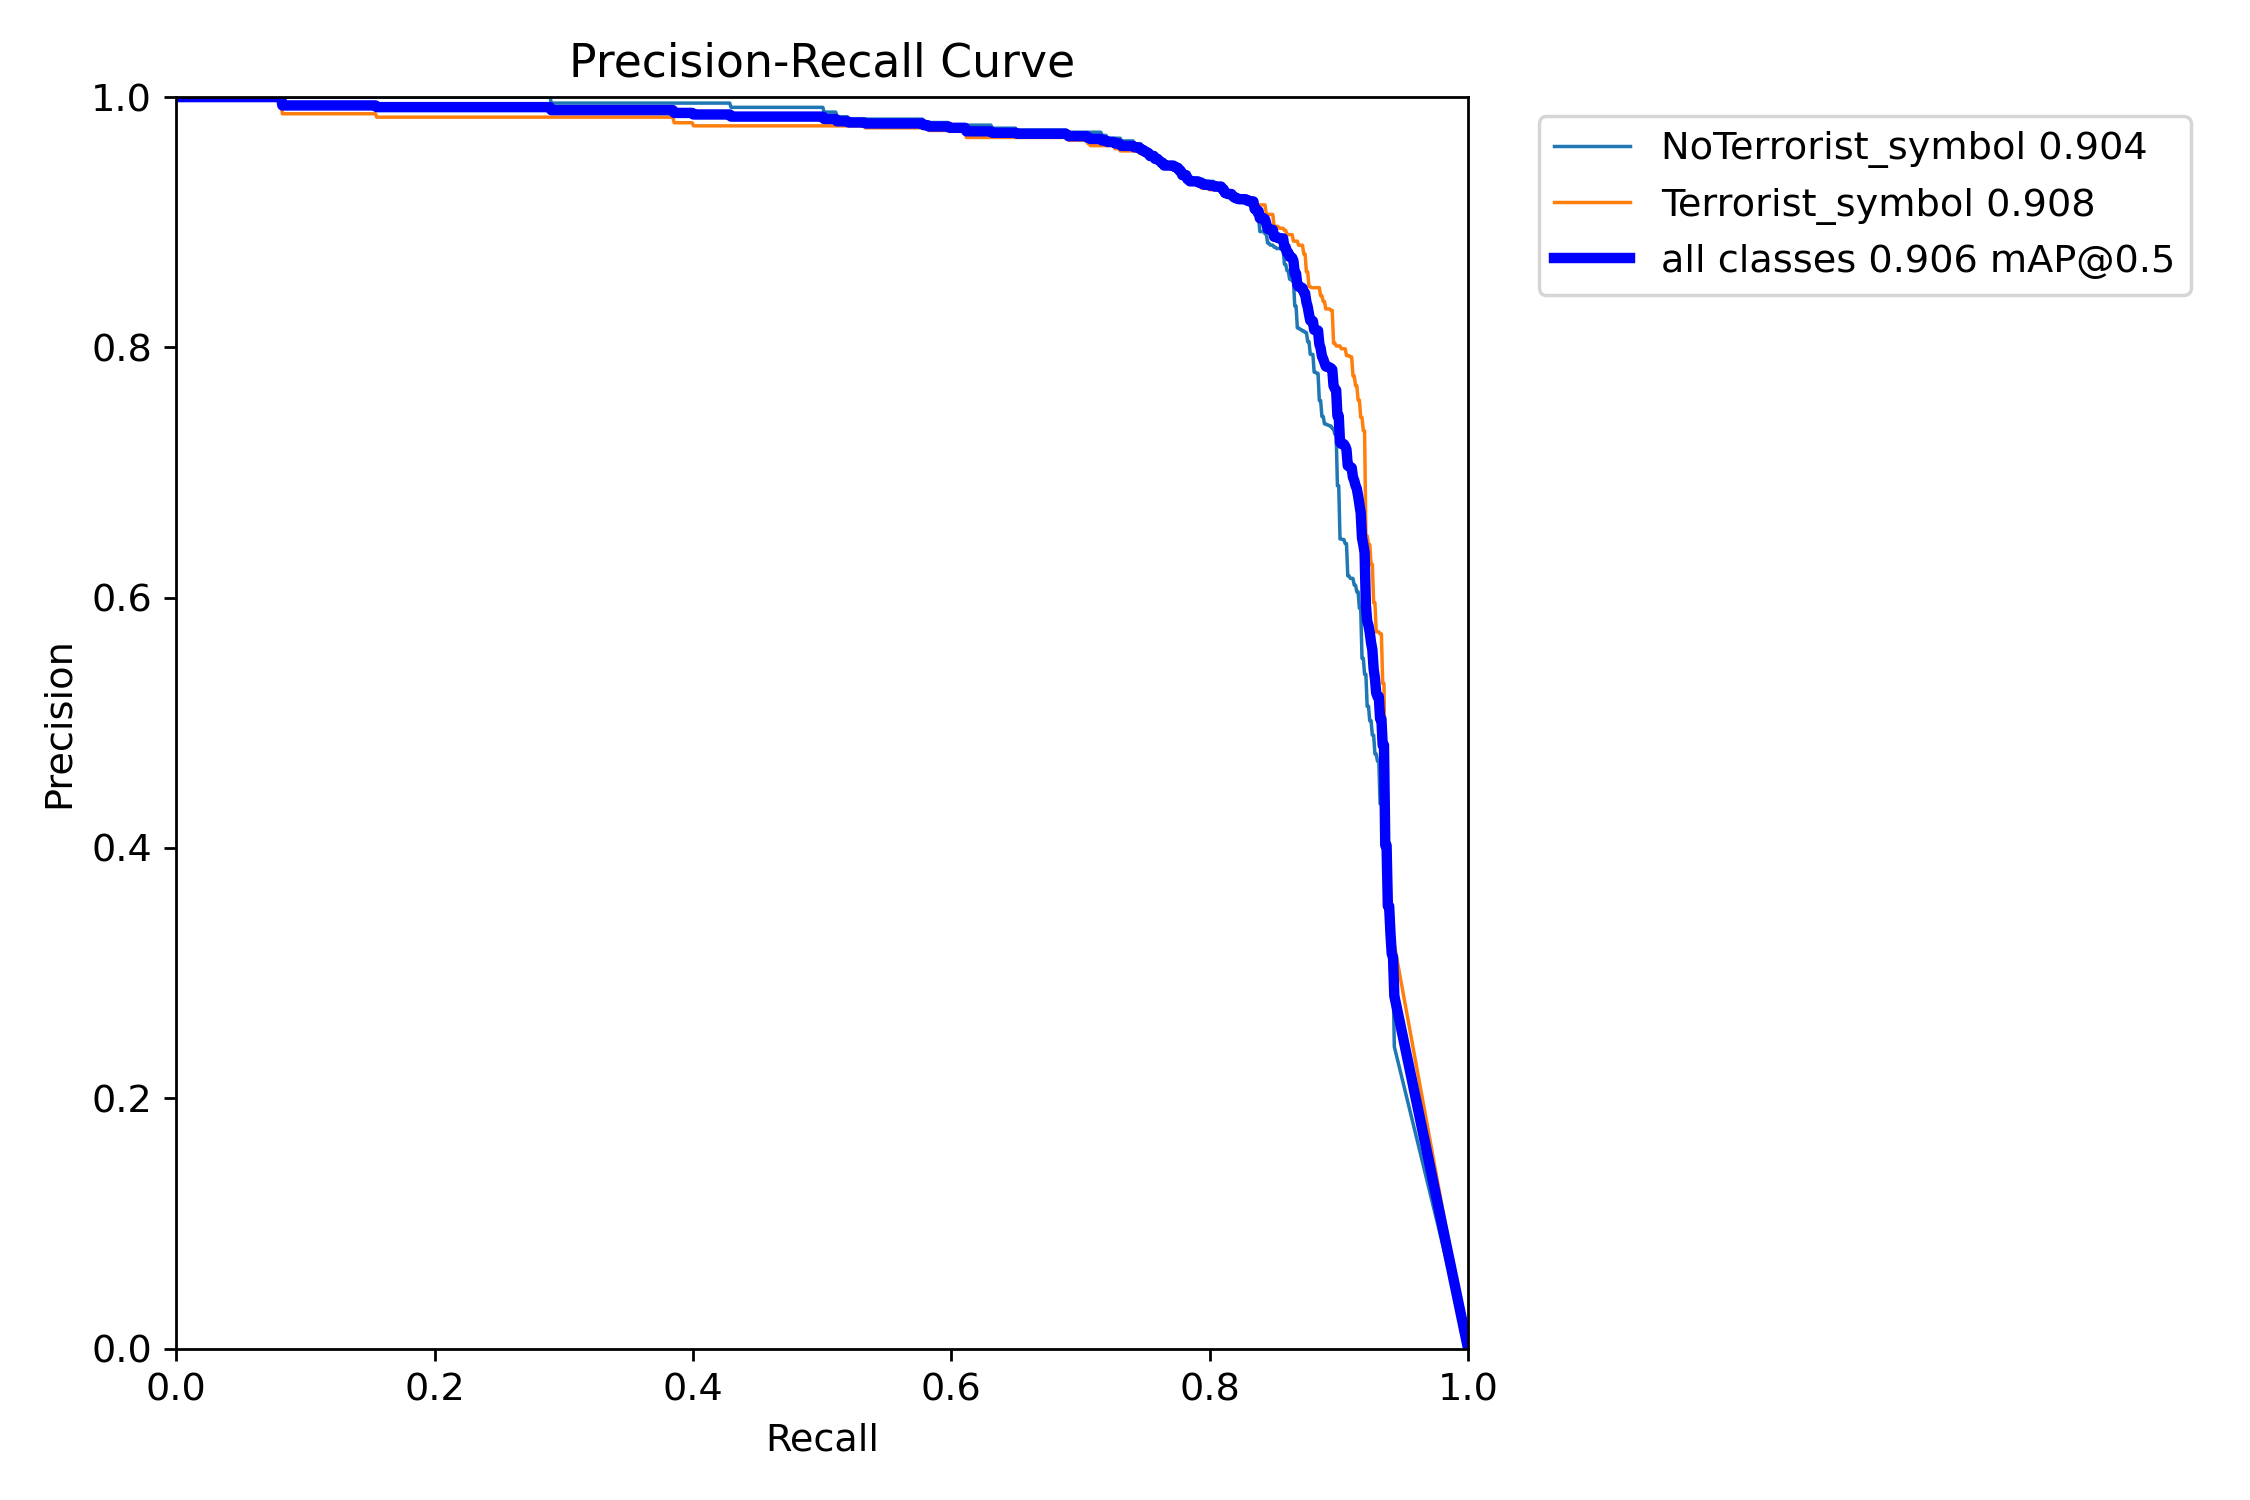 Precision-Recall Curve
NoTerrorist_symbol 0.904
Terrorist_symbol 0.908
all classes 0.906 mAP@0.5
Precision
1.0
0.8
0.6
0.4
0.2
0.0
0.0 0.2 0.4 0.6 0.8 1.0
Recall